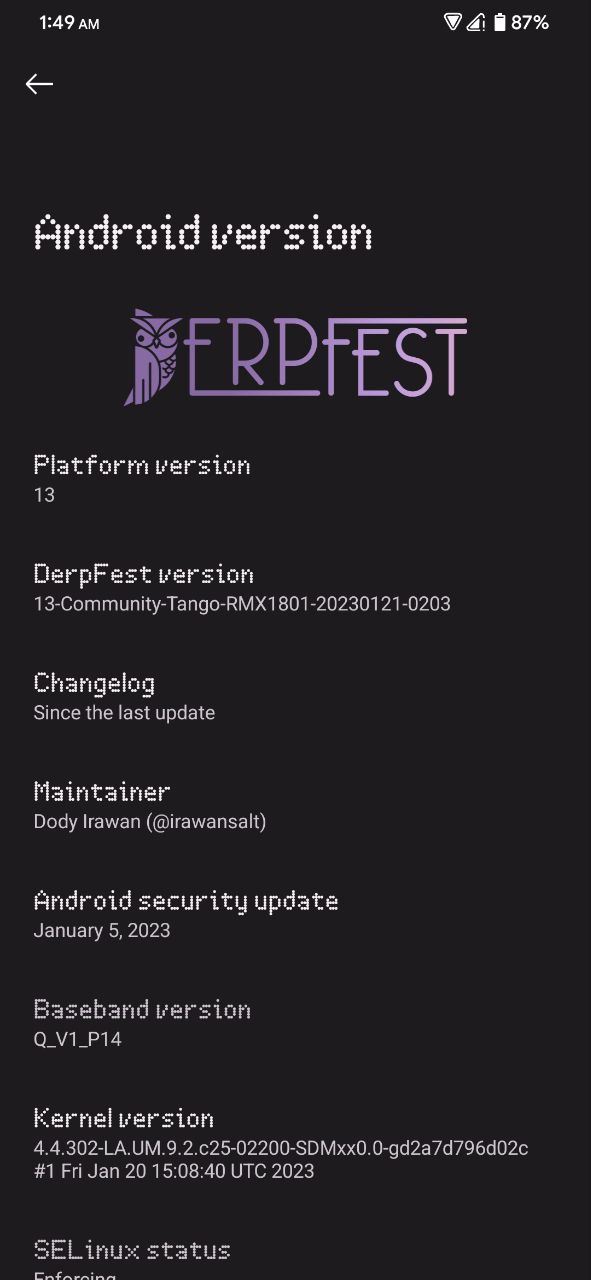 1:49 AM
87%
Android version
DERPFEST
Platform version
13
DerpFest version
13-Community-Tango-RMX1801-20230121-0203
Changelog
Since the last update
Maintainer
Dody Irawan (@irawansalt)
Android security update
January 5, 2023
Baseband version
Q_V1_P14
Kernel version
4.4.302-LA.UM.9.2.c25-02200-SDMxx0.0-gd2a7d796d02c
#1 Fri Jan 20 15:08:40 UTC 2023
SELinux status
Enforcing